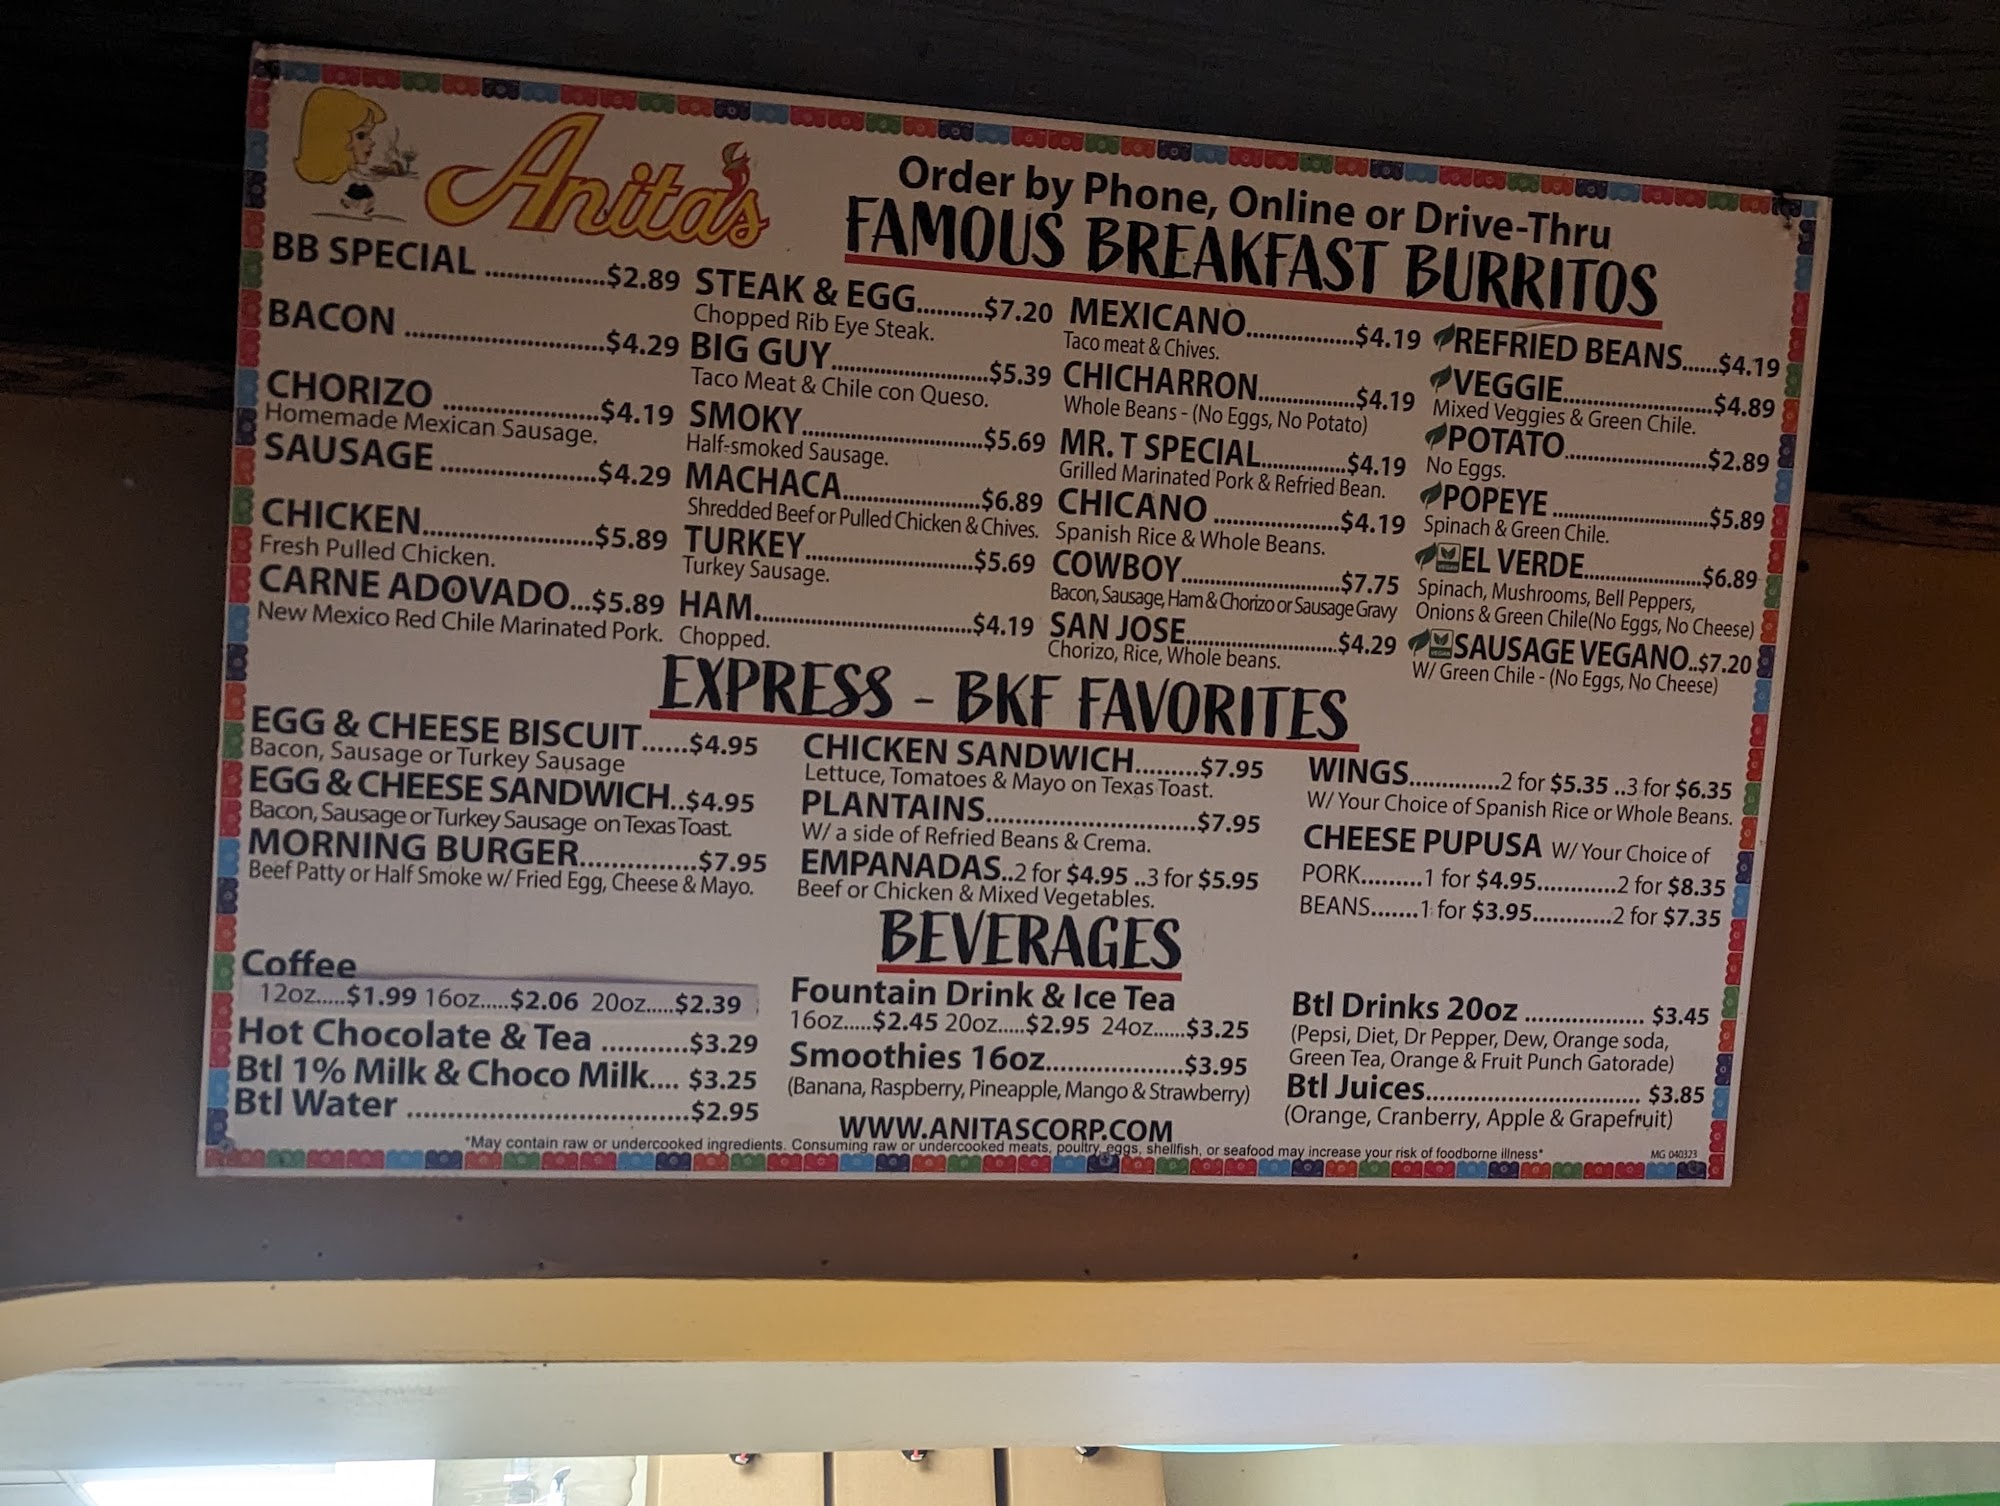 Anita's
Order by Phone, Online or Drive-Thru
FAMOUS BREAKFAST BURRITOS
BB SPECIAL ................$2.89
BACON ...........................$4.29
CHORIZO .....................$4.19
Homemade Mexican Sausage.
SAUSAGE .....................$4.29
CHICKEN.......................$5.89
Fresh Pulled Chicken.
CARNE ADOVADO...$5.89
New Mexico Red Chile Marinated Pork.
STEAK & EGG..........$7.20
Chopped Rib Eye Steak.
BIG GUY.......................$5.39
Taco Meat & Chile con Queso.
SMOKY...........................$5.69
Half-smoked Sausage.
MACHACA....................$6.89
Shredded Beef or Pulled Chicken & Chives.
TURKEY.........................$5.69
Turkey Sausage.
HAM................................$4.19
Chopped.
MEXICANO................$4.19
Taco meat & Chives.
CHICHARRON..............$4.19
Whole Beans - (No Eggs, No Potato)
MR. T SPECIAL.............$4.19
Grilled Marinated Pork & Refried Bean.
CHICANO ...................$4.19
Spanish Rice & Whole Beans.
COWBOY........................$7.75
Bacon, Sausage, Ham & Chorizo or Sausage Gravy
SAN JOSE.......................$4.29
Chorizo, Rice, Whole beans.
REFRIED BEANS......$4.19
VEGGIE.......................$4.89
Mixed Veggies & Green Chile.
POTATO.....................$2.89
No Eggs.
POPEYE .......................$5.89
Spinach & Green Chile.
VEGAN EL VERDE..................$6.89
Spinach, Mushrooms, Bell Peppers,
Onions & Green Chile(No Eggs, No Cheese)
VEGAN SAUSAGE VEGANO..$7.20
W/ Green Chile - (No Eggs, No Cheese)
EXPRESS - BKF FAVORITES
EGG & CHEESE BISCUIT......$4.95
Bacon, Sausage or Turkey Sausage
EGG & CHEESE SANDWICH..$4.95
Bacon, Sausage or Turkey Sausage on Texas Toast.
MORNING BURGER...............$7.95
Beef Patty or Half Smoke w/ Fried Egg, Cheese & Mayo.
CHICKEN SANDWICH.........$7.95
Lettuce, Tomatoes & Mayo on Texas Toast.
PLANTAINS.............................$7.95
W/ a side of Refried Beans & Crema.
EMPANADAS..2 for $4.95 ..3 for $5.95
Beef or Chicken & Mixed Vegetables.
WINGS.............2 for $5.35 ..3 for $6.35
W/ Your Choice of Spanish Rice or Whole Beans.
CHEESE PUPUSA W/ Your Choice of
PORK.........1 for $4.95............2 for $8.35
BEANS.......1 for $3.95............2 for $7.35
BEVERAGES
Coffee
12oz.....$1.99 16oz.....$2.06 20oz.....$2.39
Hot Chocolate & Tea ...........$3.29
Btl 1% Milk & Choco Milk.... $3.25
Btl Water ....................................$2.95
Fountain Drink & Ice Tea
16oz.....$2.45 20oz.....$2.95 24oz......$3.25
Smoothies 16oz....................$3.95
(Banana, Raspberry, Pineapple, Mango & Strawberry)
Btl Drinks 20oz .................. $3.45
(Pepsi, Diet, Dr Pepper, Dew, Orange soda,
Green Tea, Orange & Fruit Punch Gatorade)
Btl Juices.................................. $3.85
(Orange, Cranberry, Apple & Grapefruit)
WWW.ANITASCORP.COM
*May contain raw or undercooked ingredients. Consuming raw or undercooked meats, poultry, eggs, shellfish, or seafood may increase your risk of foodborne illness*
MG 040323